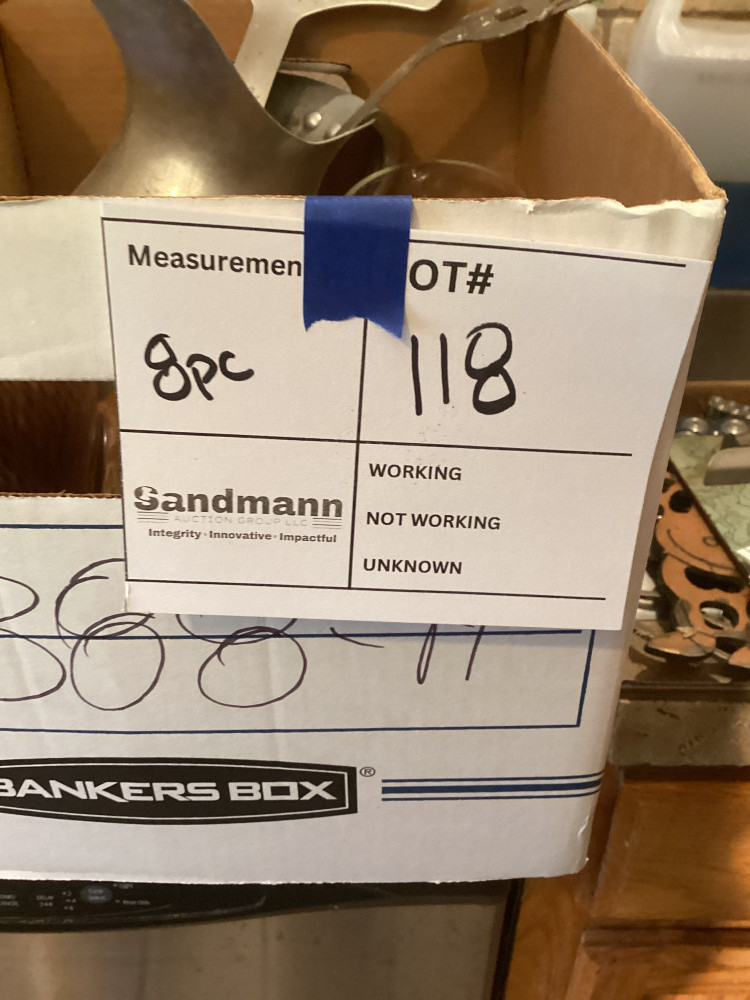 Measuremen
OT#
8pc
118
WORKING
Sandmann
AUCTION GROUP LLC
NOT WORKING
Integrity · Innovative · Impactful
UNKNOWN
BANKERS BOX®